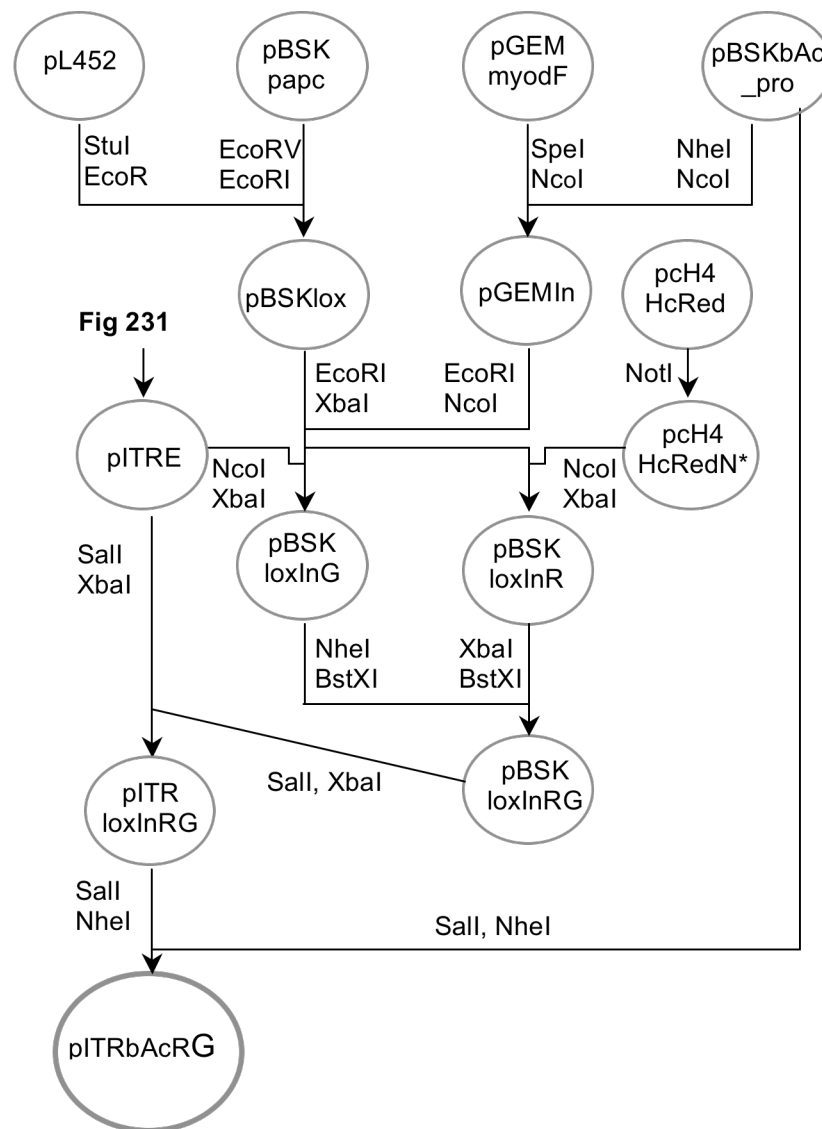 pL452
pBSK
papc
pGEM
myodF
pBSKbAc
_pro
StuI
EcoR
EcoRV
EcoRI
SpeI
NcoI
NheI
NcoI
pBSKlox
pGEMIn
pcH4
HcRed
Fig 231
EcoRI
XbaI
EcoRI
NcoI
NotI
pITRE
pcH4
HcRedN*
NcoI
XbaI
NcoI
XbaI
pBSK
loxInG
pBSK
loxInR
SalI
XbaI
NheI
BstXI
XbaI
BstXI
SalI, XbaI
pBSK
loxInRG
pITR
loxInRG
SalI
NheI
SalI, NheI
pITRbAcRG